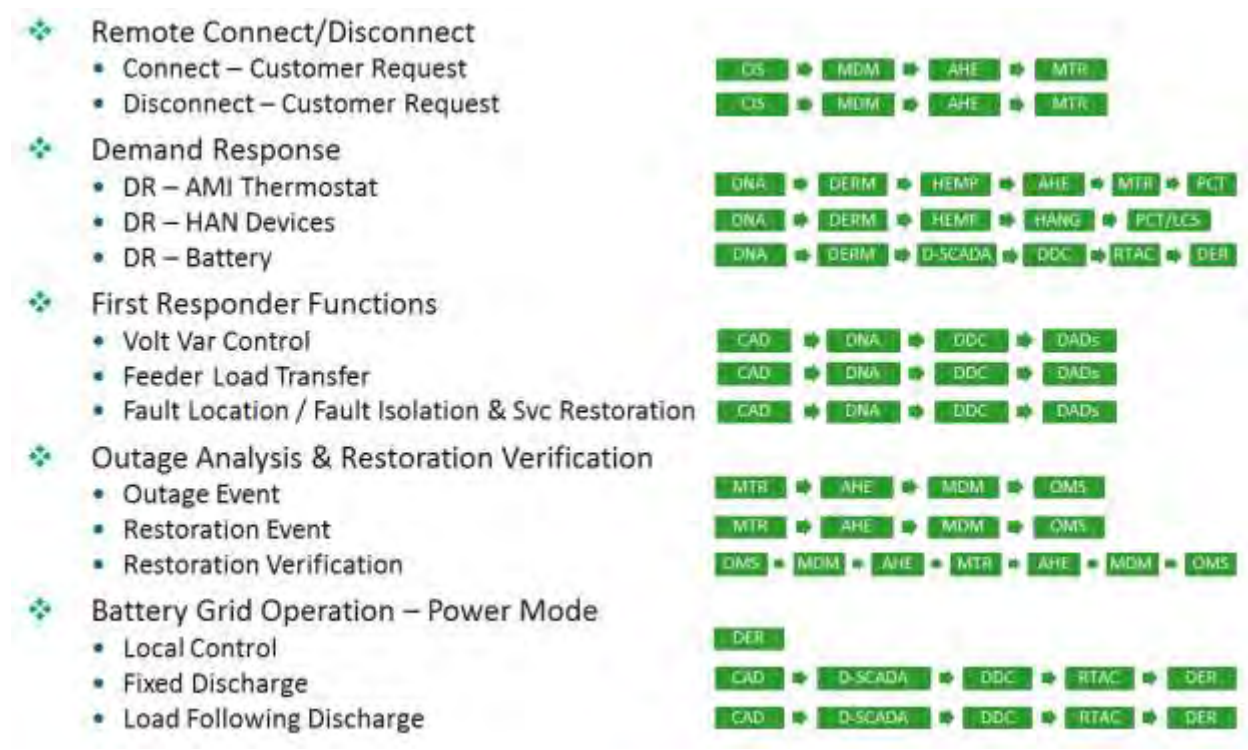 ❖ Remote Connect/Disconnect
• Connect – Customer Request CIS ➡ MDM ➡ AHE ➡ MTR
• Disconnect – Customer Request CIS ➡ MDM ➡ AHE ➡ MTR
❖ Demand Response
• DR – AMI Thermostat DNA ➡ DERM ➡ HEMP ➡ AHE ➡ MTR ➡ PCT
• DR – HAN Devices DNA ➡ DERM ➡ HEMP ➡ HANG ➡ PCT/LCS
• DR – Battery DNA ➡ DERM ➡ D-SCADA ➡ DDC ➡ RTAC ➡ DER
❖ First Responder Functions
• Volt Var Control CAD ➡ DNA ➡ DDC ➡ DADs
• Feeder Load Transfer CAD ➡ DNA ➡ DDC ➡ DADs
• Fault Location / Fault Isolation & Svc Restoration CAD ➡ DNA ➡ DDC ➡ DADs
❖ Outage Analysis & Restoration Verification
• Outage Event MTR ➡ AHE ➡ MDM ➡ OMS
• Restoration Event MTR ➡ AHE ➡ MDM ➡ OMS
• Restoration Verification OMS ➡ MDM ➡ AHE ➡ MTR ➡ AHE ➡ MDM ➡ OMS
❖ Battery Grid Operation – Power Mode
• Local Control DER
• Fixed Discharge CAD ➡ D-SCADA ➡ DDC ➡ RTAC ➡ DER
• Load Following Discharge CAD ➡ D-SCADA ➡ DDC ➡ RTAC ➡ DER